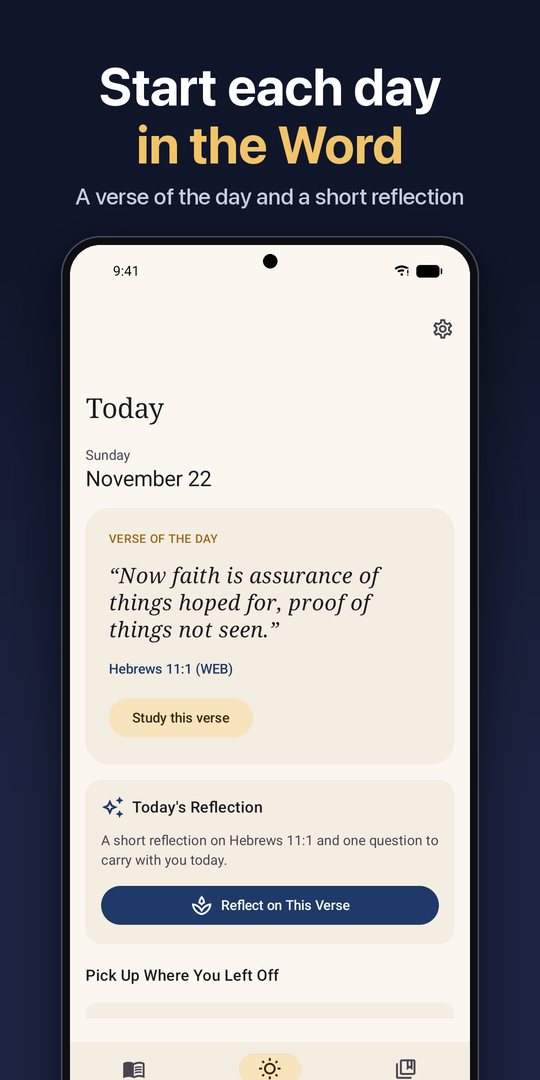 Start each day
in the Word
A verse of the day and a short reflection
9:41
Today
Sunday
November 22
VERSE OF THE DAY
“Now faith is assurance of
things hoped for, proof of
things not seen.”
Hebrews 11:1 (WEB)
Study this verse
Today's Reflection
A short reflection on Hebrews 11:1 and one question to
carry with you today.
Reflect on This Verse
Pick Up Where You Left Off